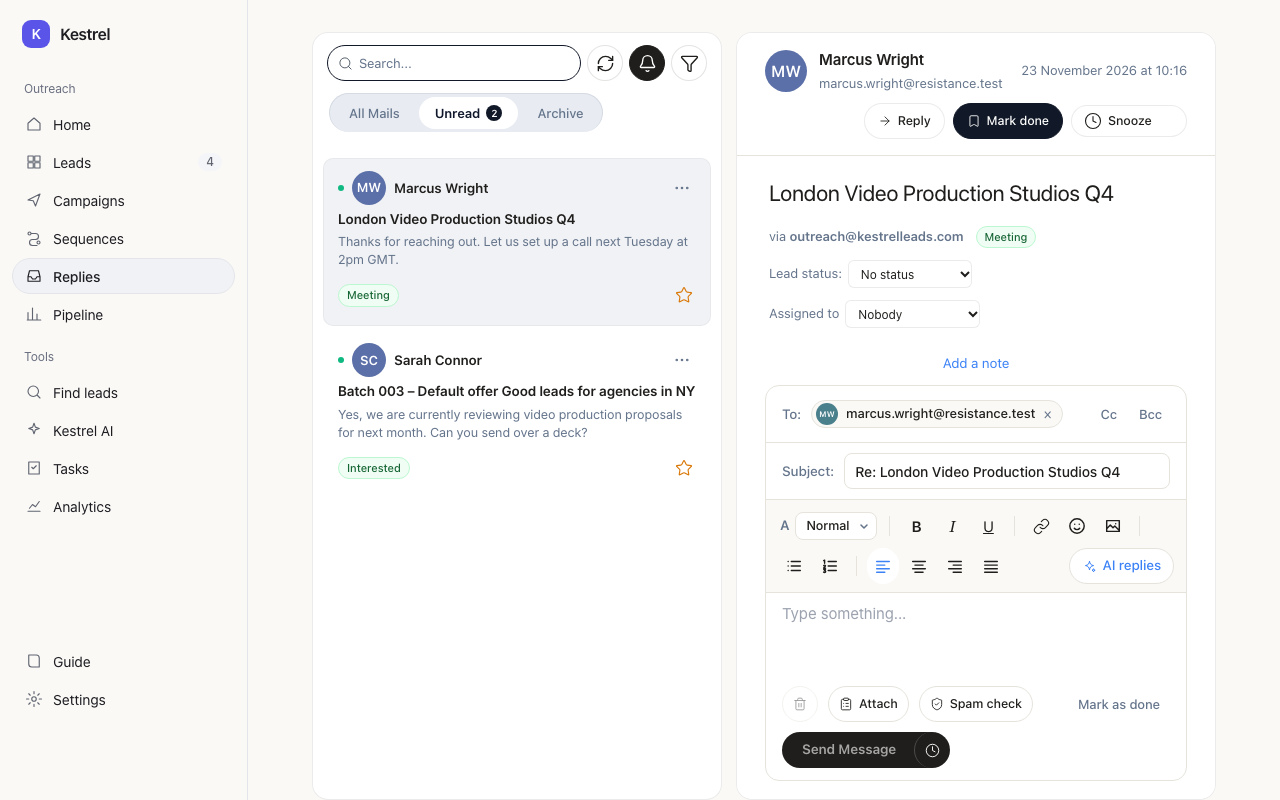 K Kestrel
Outreach
Home
Leads 4
Campaigns
Sequences
Replies
Pipeline
Tools
Find leads
Kestrel AI
Tasks
Analytics
Guide
Settings
Search...
All Mails Unread 2 Archive
MW Marcus Wright
London Video Production Studios Q4
Thanks for reaching out. Let us set up a call next Tuesday at
2pm GMT.
Meeting
SC Sarah Connor
Batch 003 – Default offer Good leads for agencies in NY
Yes, we are currently reviewing video production proposals
for next month. Can you send over a deck?
Interested
MW Marcus Wright
marcus.wright@resistance.test
23 November 2026 at 10:16
Reply Mark done Snooze
London Video Production Studios Q4
via outreach@kestrelleads.com Meeting
Lead status: No status
Assigned to Nobody
Add a note
To: MW marcus.wright@resistance.test × Cc Bcc
Subject: Re: London Video Production Studios Q4
A Normal B I U
AI replies
Type something...
Attach Spam check Mark as done
Send Message